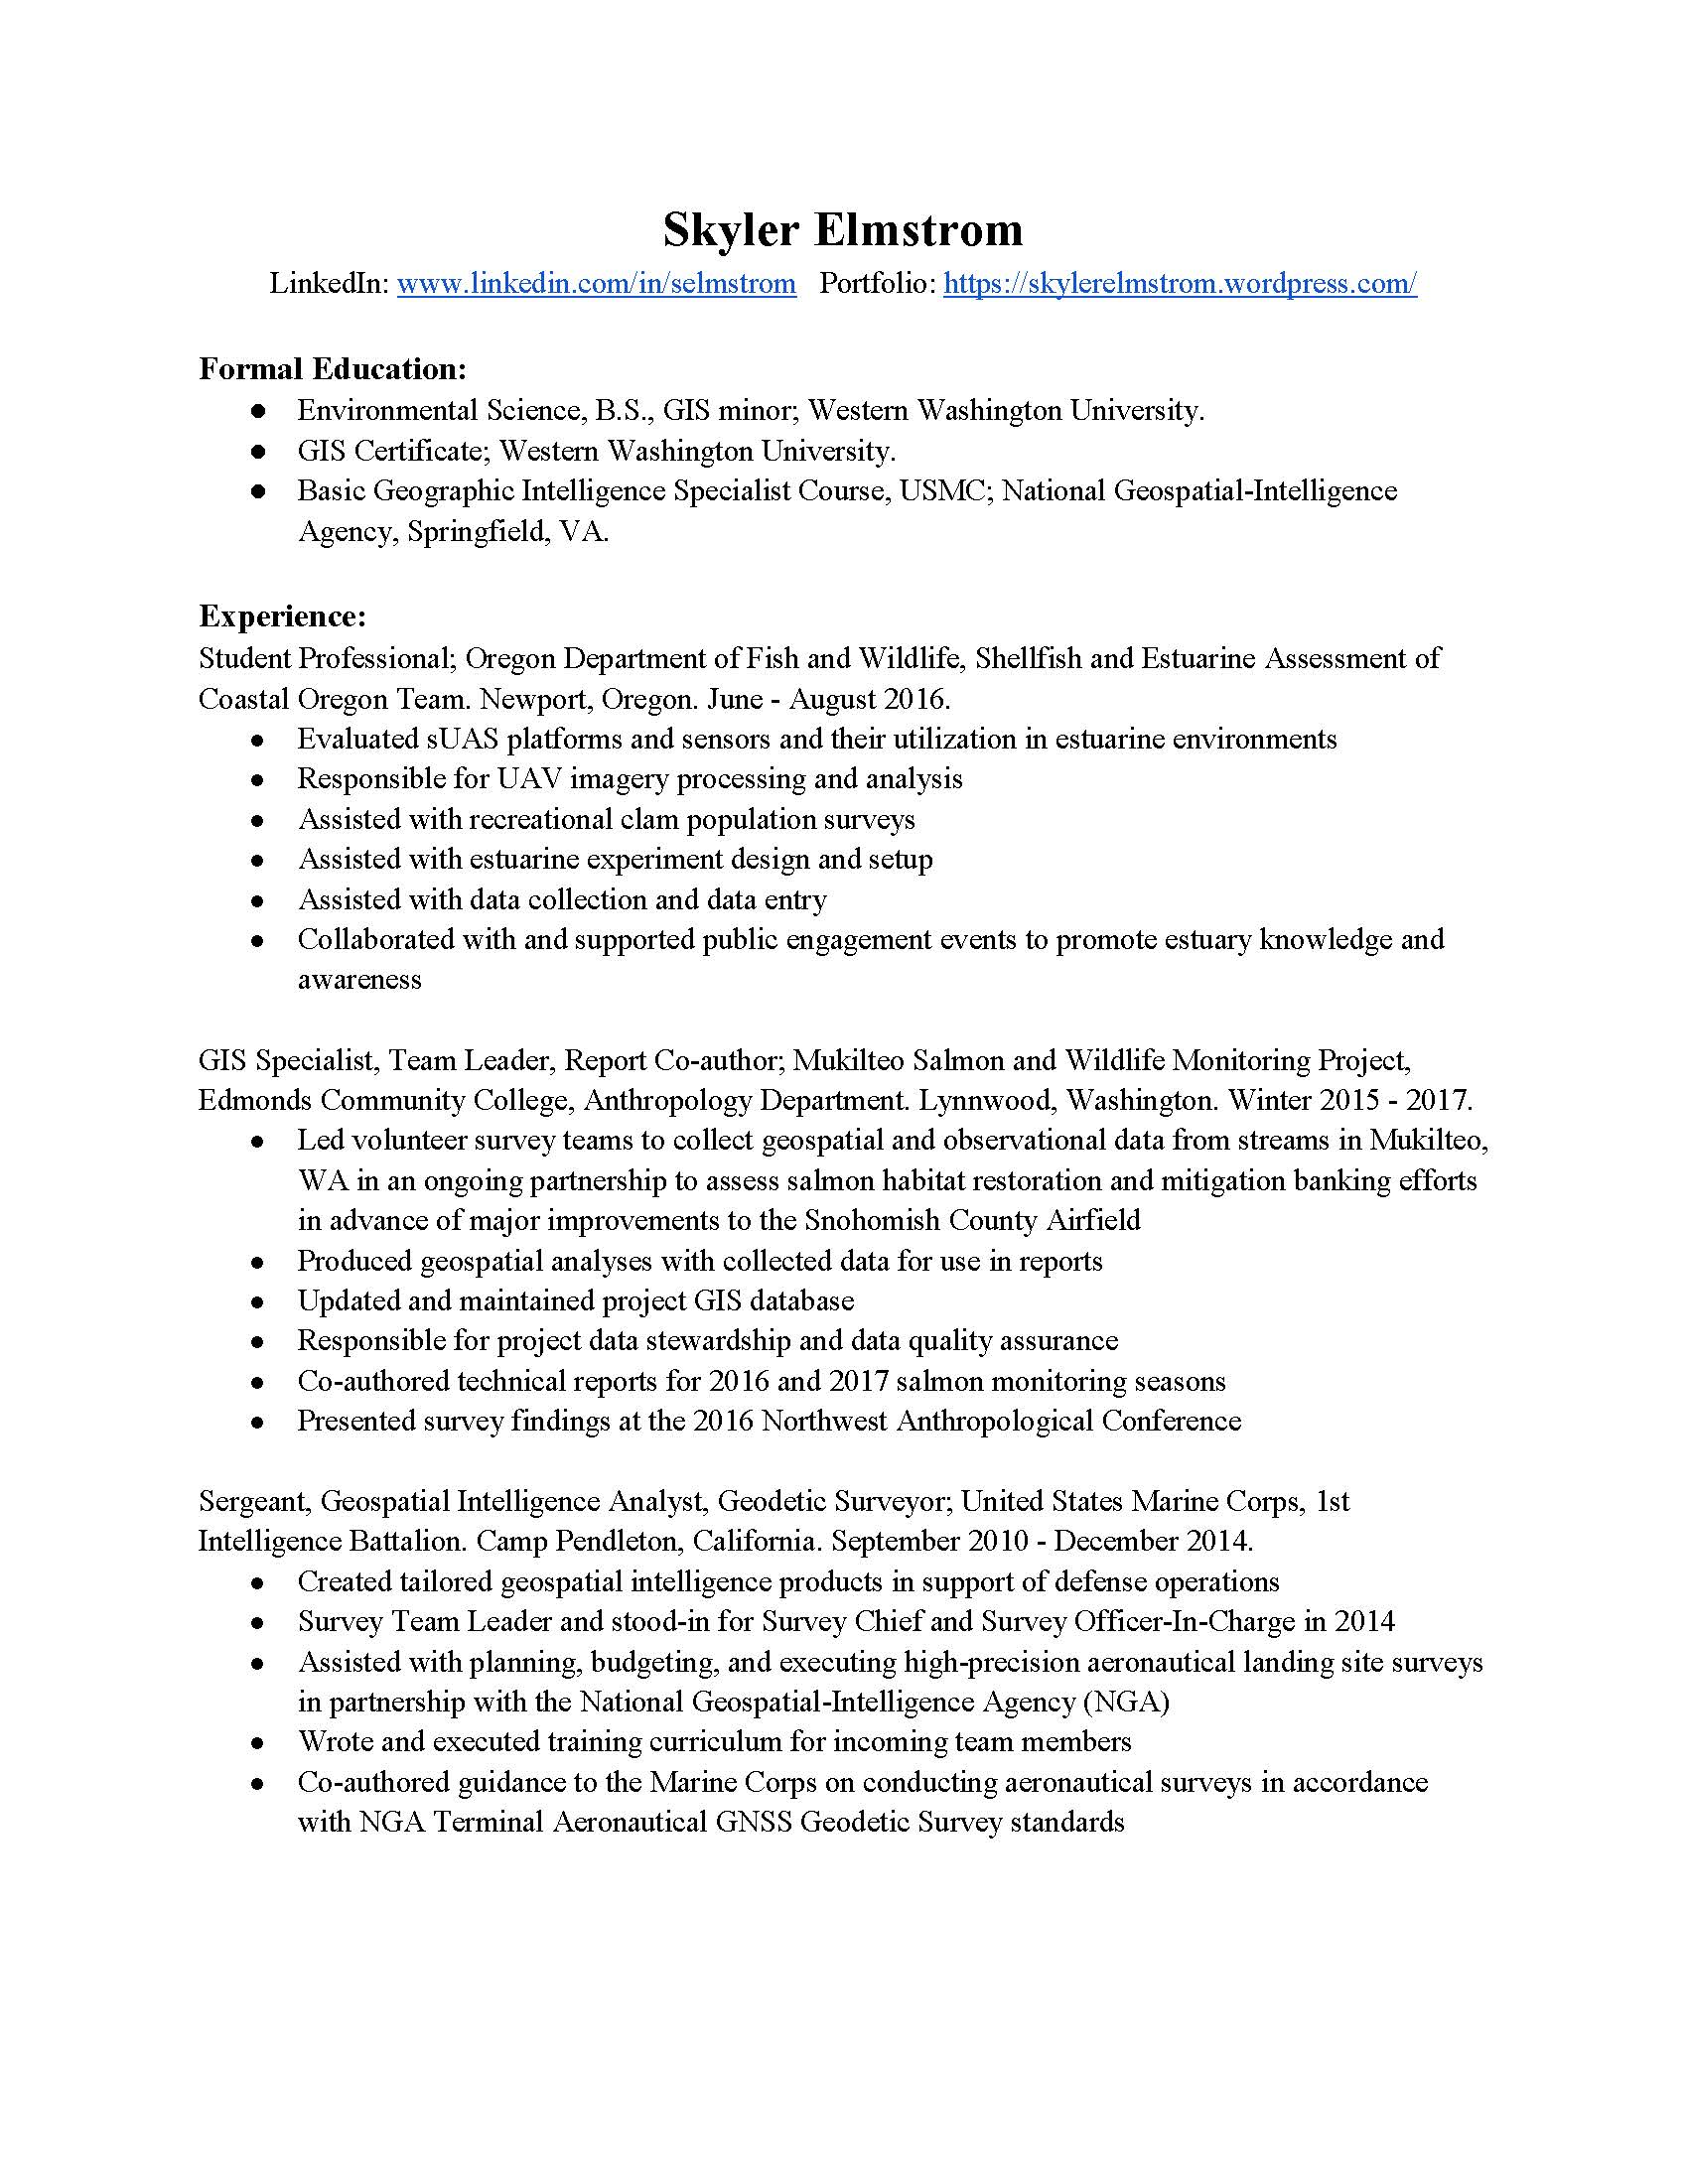 Skyler Elmstrom
LinkedIn: www.linkedin.com/in/selmstrom Portfolio: https://skylerelmstrom.wordpress.com/
Formal Education:
● Environmental Science, B.S., GIS minor; Western Washington University.
● GIS Certificate; Western Washington University.
● Basic Geographic Intelligence Specialist Course, USMC; National Geospatial-Intelligence
Agency, Springfield, VA.
Experience:
Student Professional; Oregon Department of Fish and Wildlife, Shellfish and Estuarine Assessment of
Coastal Oregon Team. Newport, Oregon. June - August 2016.
● Evaluated sUAS platforms and sensors and their utilization in estuarine environments
● Responsible for UAV imagery processing and analysis
● Assisted with recreational clam population surveys
● Assisted with estuarine experiment design and setup
● Assisted with data collection and data entry
● Collaborated with and supported public engagement events to promote estuary knowledge and
awareness
GIS Specialist, Team Leader, Report Co-author; Mukilteo Salmon and Wildlife Monitoring Project,
Edmonds Community College, Anthropology Department. Lynnwood, Washington. Winter 2015 - 2017.
● Led volunteer survey teams to collect geospatial and observational data from streams in Mukilteo,
WA in an ongoing partnership to assess salmon habitat restoration and mitigation banking efforts
in advance of major improvements to the Snohomish County Airfield
● Produced geospatial analyses with collected data for use in reports
● Updated and maintained project GIS database
● Responsible for project data stewardship and data quality assurance
● Co-authored technical reports for 2016 and 2017 salmon monitoring seasons
● Presented survey findings at the 2016 Northwest Anthropological Conference
Sergeant, Geospatial Intelligence Analyst, Geodetic Surveyor; United States Marine Corps, 1st
Intelligence Battalion. Camp Pendleton, California. September 2010 - December 2014.
● Created tailored geospatial intelligence products in support of defense operations
● Survey Team Leader and stood-in for Survey Chief and Survey Officer-In-Charge in 2014
● Assisted with planning, budgeting, and executing high-precision aeronautical landing site surveys
in partnership with the National Geospatial-Intelligence Agency (NGA)
● Wrote and executed training curriculum for incoming team members
● Co-authored guidance to the Marine Corps on conducting aeronautical surveys in accordance
with NGA Terminal Aeronautical GNSS Geodetic Survey standards